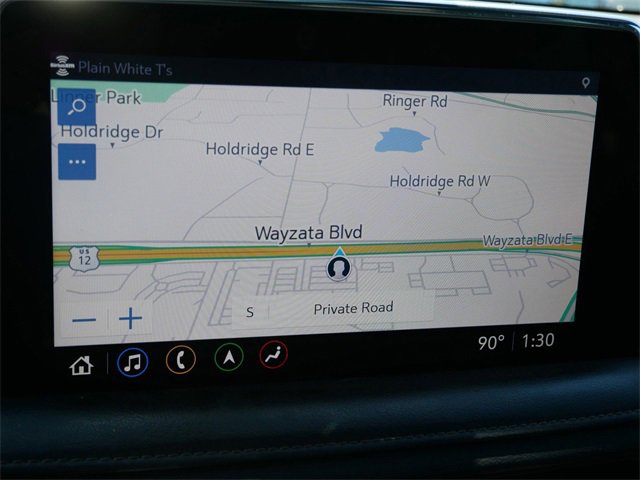 SiriusXM
Plain White T's
Linner Park
Ringer Rd
Holdridge Dr
Holdridge Rd E
Holdridge Rd W
Wayzata Blvd
Wayzata Blvd E
US
12
S
Private Road
90° 1:30